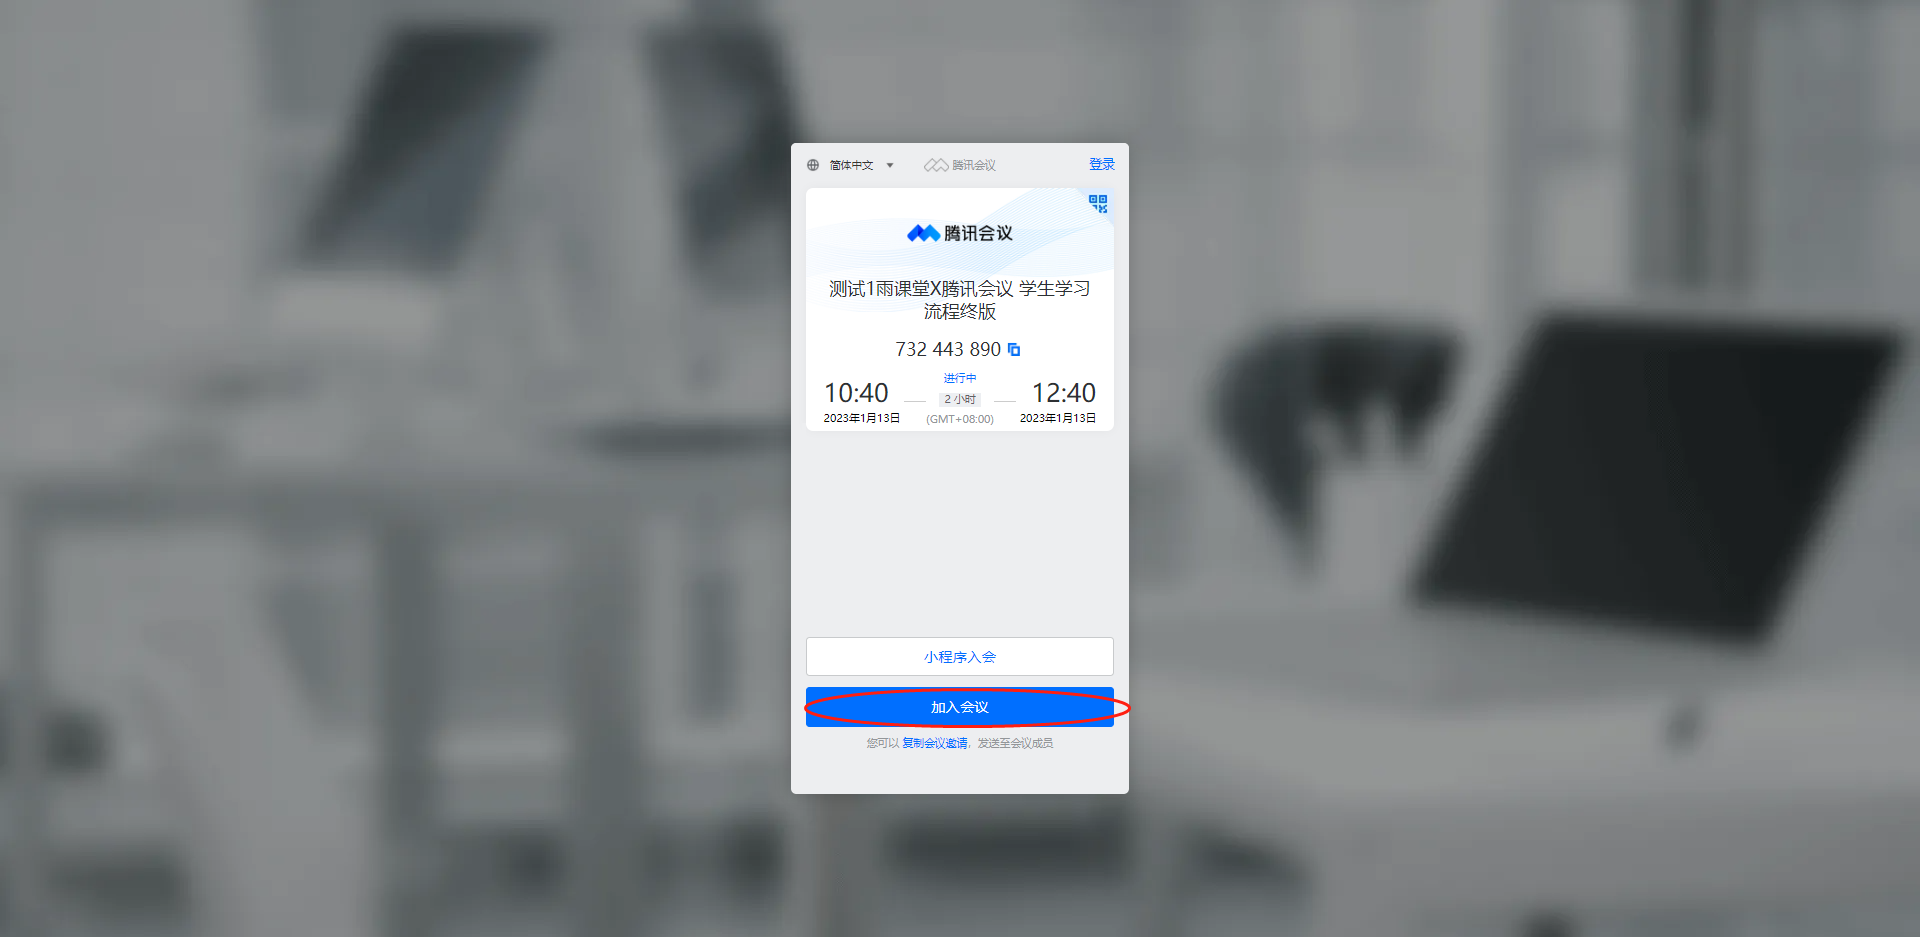 简体中文
腾讯会议
登录
腾讯会议
测试1雨课堂X腾讯会议 学生学习
流程终版
732 443 890
进行中
10:40
2 小时
12:40
2023年1月13日
(GMT+08:00)
2023年1月13日
小程序入会
加入会议
您可以 复制会议邀请，发送至会议成员